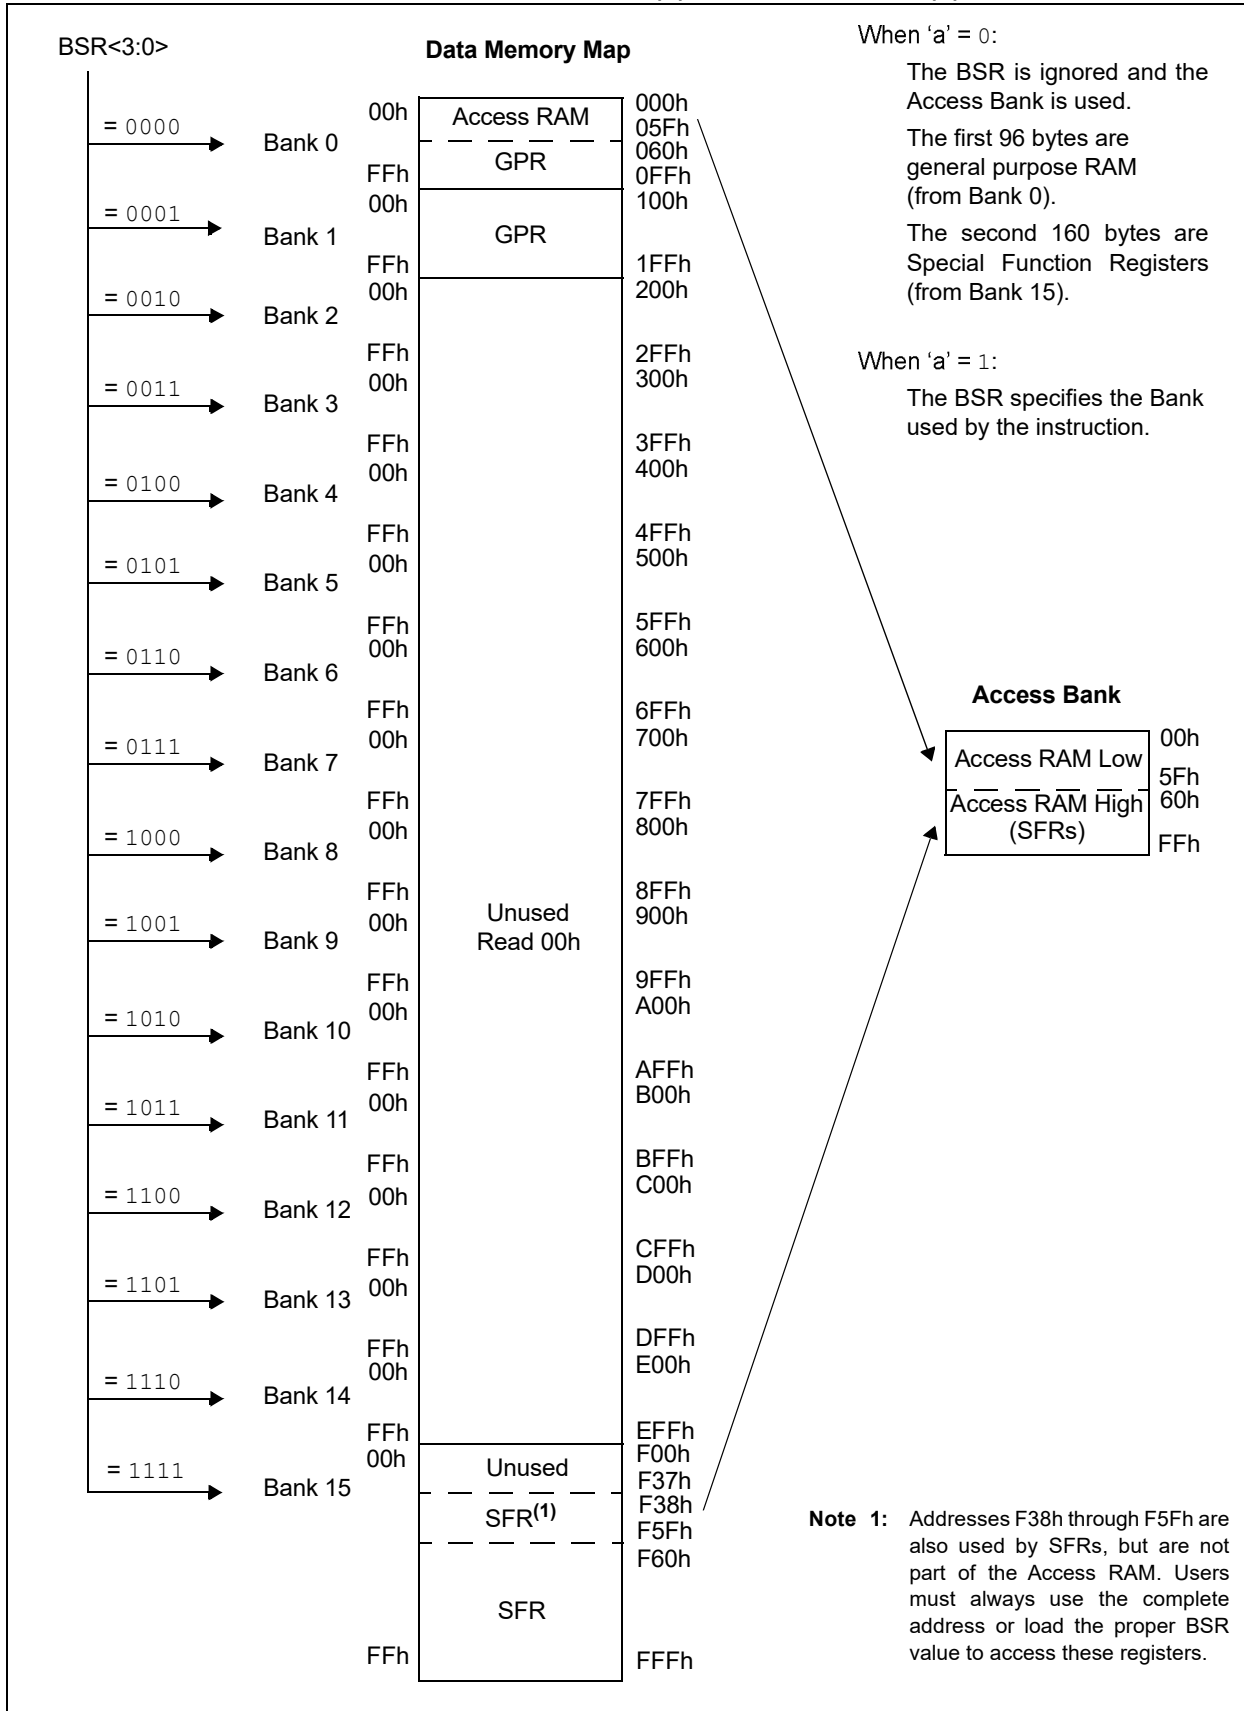 BSR<3:0>
Data Memory Map
When ‘a’ = 0:
The BSR is ignored and the
Access Bank is used.
The first 96 bytes are
general purpose RAM
(from Bank 0).
The second 160 bytes are
Special Function Registers
(from Bank 15).
When ‘a’ = 1:
The BSR specifies the Bank
used by the instruction.
= 0000
Bank 0
00h
FFh
Access RAM
GPR
000h
05Fh
060h
0FFh
= 0001
Bank 1
00h
FFh
GPR
100h
1FFh
= 0010
Bank 2
00h
FFh
200h
2FFh
= 0011
Bank 3
00h
FFh
300h
3FFh
= 0100
Bank 4
00h
FFh
400h
4FFh
= 0101
Bank 5
00h
FFh
500h
5FFh
= 0110
Bank 6
00h
FFh
600h
6FFh
= 0111
Bank 7
00h
FFh
700h
7FFh
= 1000
Bank 8
00h
FFh
800h
8FFh
= 1001
Bank 9
00h
FFh
Unused
Read 00h
900h
9FFh
= 1010
Bank 10
00h
FFh
A00h
AFFh
= 1011
Bank 11
00h
FFh
B00h
BFFh
= 1100
Bank 12
00h
FFh
C00h
CFFh
= 1101
Bank 13
00h
FFh
D00h
DFFh
= 1110
Bank 14
00h
FFh
E00h
EFFh
= 1111
Bank 15
00h
FFh
Unused
SFR(1)
SFR
F00h
F37h
F38h
F5Fh
F60h
FFFh
Access Bank
Access RAM Low
Access RAM High
(SFRs)
00h
5Fh
60h
FFh
Note 1: Addresses F38h through F5Fh are
also used by SFRs, but are not
part of the Access RAM. Users
must always use the complete
address or load the proper BSR
value to access these registers.